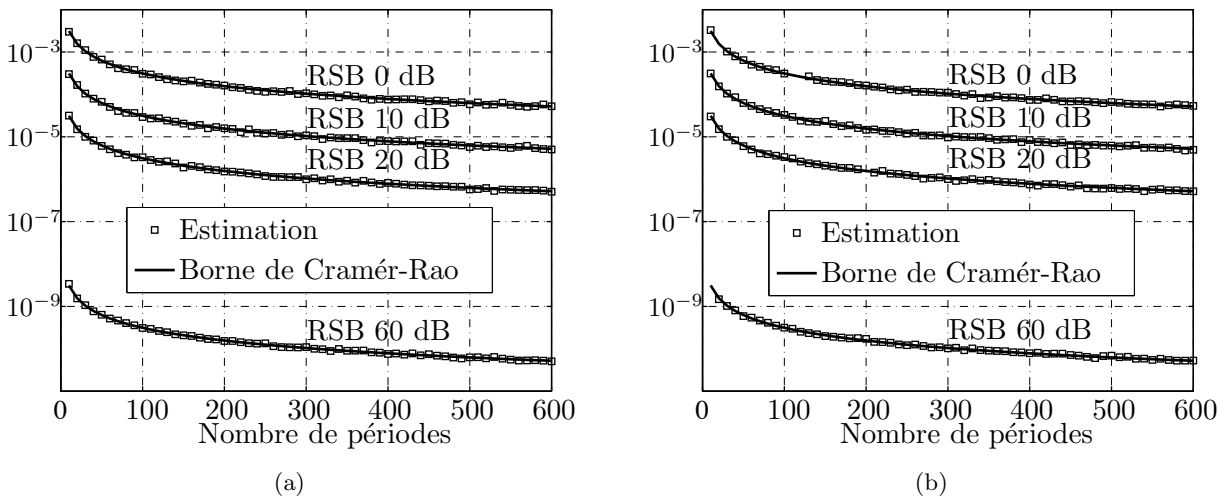 10⁻³
10⁻⁵
10⁻⁷
10⁻⁹
RSB 0 dB
RSB 10 dB
RSB 20 dB
Estimation
Borne de Cramér-Rao
RSB 60 dB
0 100 200 300 400 500 600
Nombre de périodes
(a)
10⁻³
10⁻⁵
10⁻⁷
10⁻⁹
RSB 0 dB
RSB 10 dB
RSB 20 dB
Estimation
Borne de Cramér-Rao
RSB 60 dB
0 100 200 300 400 500 600
Nombre de périodes
(b)